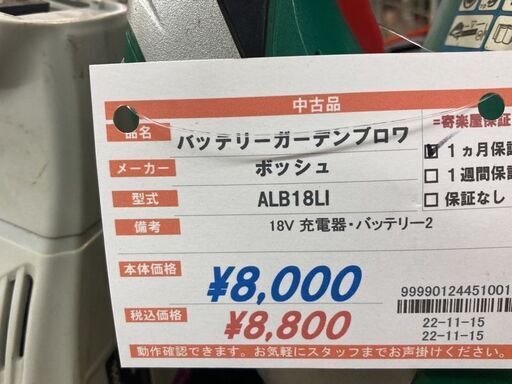 中古品
品名 バッテリーガーデンブロワ
メーカー ボッシュ
型式 ALB18LI
備考 18V 充電器・バッテリー2
本体価格 ¥8,000
税込価格 ¥8,800
=寄楽屋保証
1ヵ月保証
1週間保証
保証なし
99990124451001
22-11-15
22-11-15
動作確認できます。お気軽にスタッフまでお声掛けください。